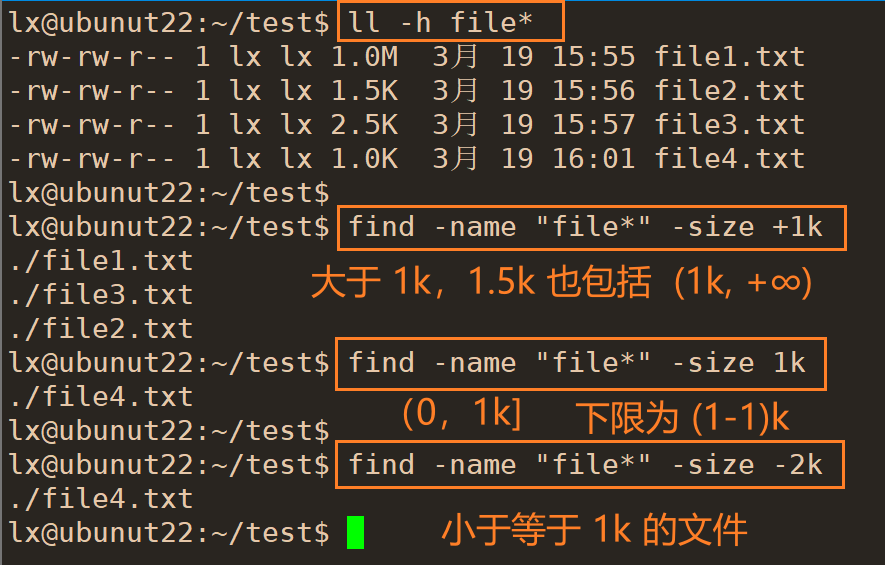 lx@ubunut22:~/test$ ll -h file*
-rw-rw-r-- 1 lx lx 1.0M  3月 19 15:55 file1.txt
-rw-rw-r-- 1 lx lx 1.5K  3月 19 15:56 file2.txt
-rw-rw-r-- 1 lx lx 2.5K  3月 19 15:57 file3.txt
-rw-rw-r-- 1 lx lx 1.0K  3月 19 16:01 file4.txt
lx@ubunut22:~/test$
lx@ubunut22:~/test$ find -name "file*" -size +1k
./file1.txt
大于 1k，1.5k 也包括  (1k, +∞)
./file3.txt
./file2.txt
lx@ubunut22:~/test$ find -name "file*" -size 1k
./file4.txt
(0，1k]    下限为 (1-1)k
lx@ubunut22:~/test$
lx@ubunut22:~/test$ find -name "file*" -size -2k
./file4.txt
lx@ubunut22:~/test$
小于等于 1k 的文件